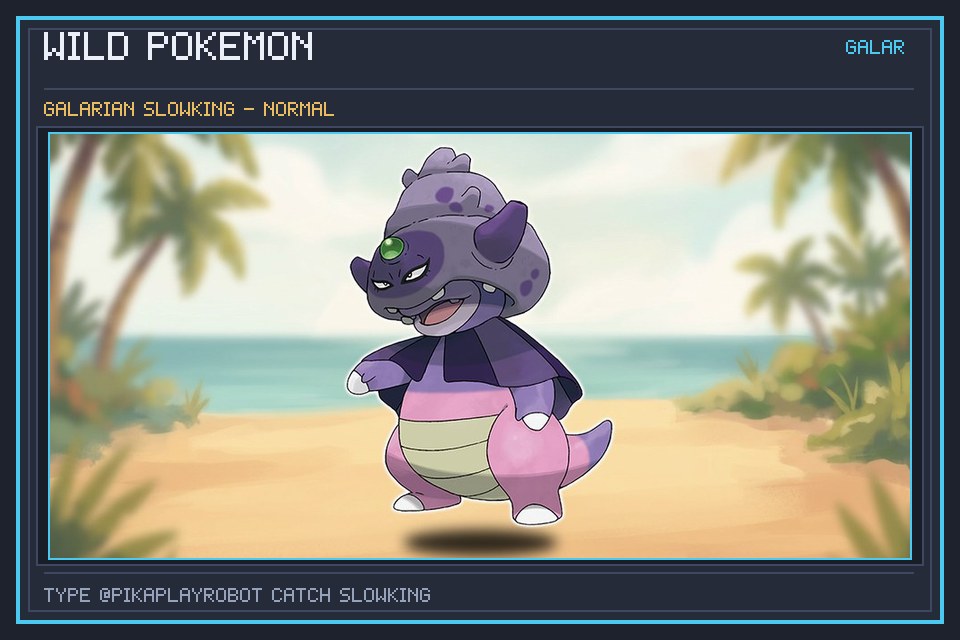 WILD POKEMON
GALAR
GALARIAN SLOWKING - NORMAL
TYPE @PIKAPLAYROBOT CATCH SLOWKING